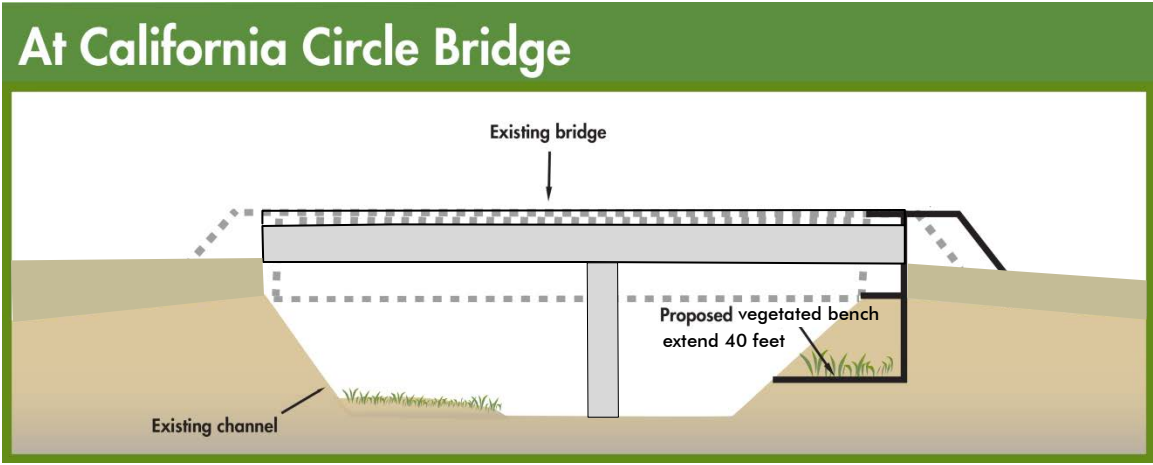 At California Circle Bridge
Existing bridge
Proposed vegetated bench
extend 40 feet
Existing channel